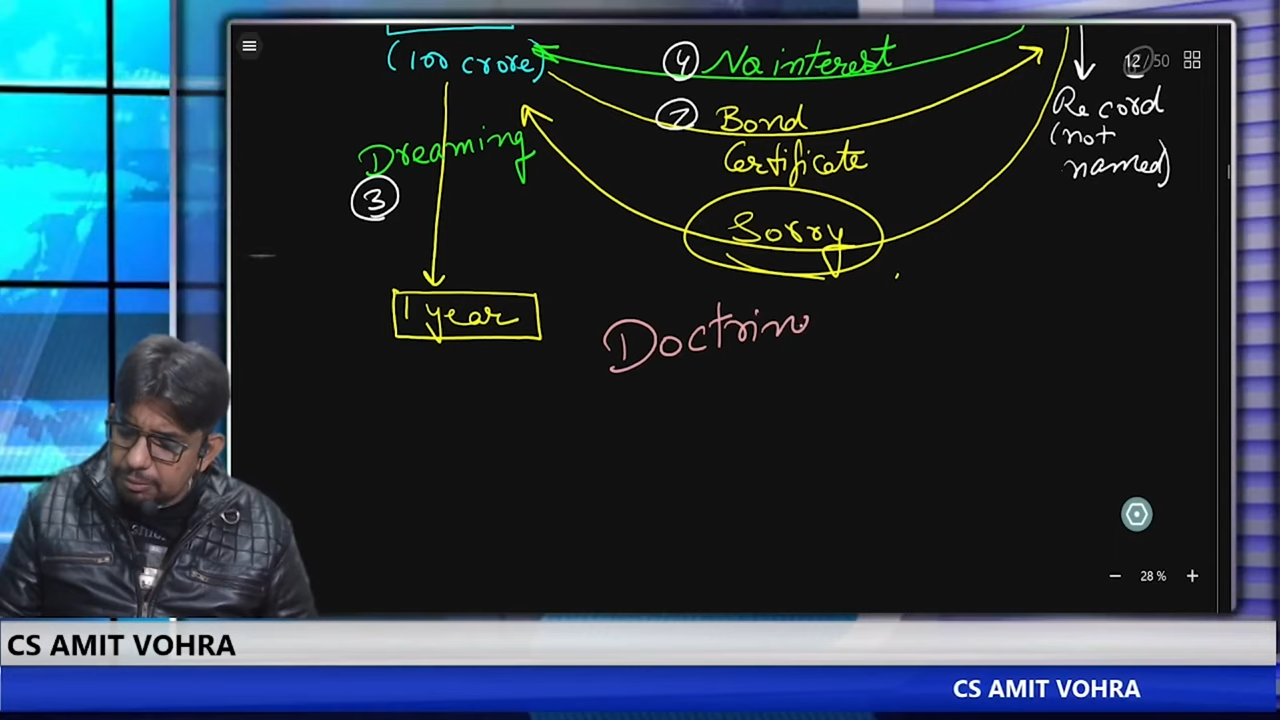 (100 crore)
4 No interest
12/50
2 Bond
Certificate
Record
(not
named)
Dreaming
3
Sorry
1 year
Doctrin
28 %
CS AMIT VOHRA
CS AMIT VOHRA